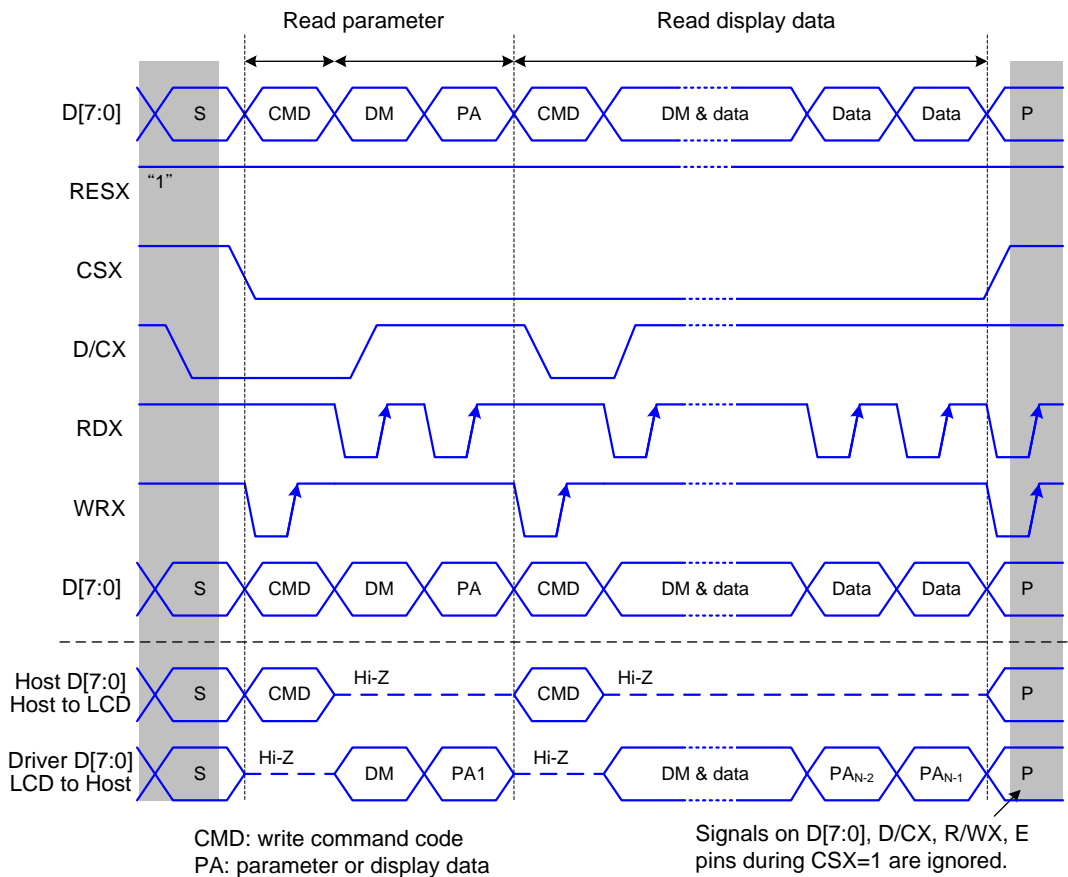 Read parameter
Read display data
D[7:0]
S
CMD
DM
PA
CMD
DM & data
Data
Data
P
RESX
“1”
CSX
D/CX
RDX
WRX
D[7:0]
S
CMD
DM
PA
CMD
DM & data
Data
Data
P
Host D[7:0]
Host to LCD
S
CMD
Hi-Z
CMD
Hi-Z
P
Driver D[7:0]
LCD to Host
S
Hi-Z
DM
PA1
Hi-Z
DM & data
PAN-2
PAN-1
P
CMD: write command code
PA: parameter or display data
Signals on D[7:0], D/CX, R/WX, E
pins during CSX=1 are ignored.